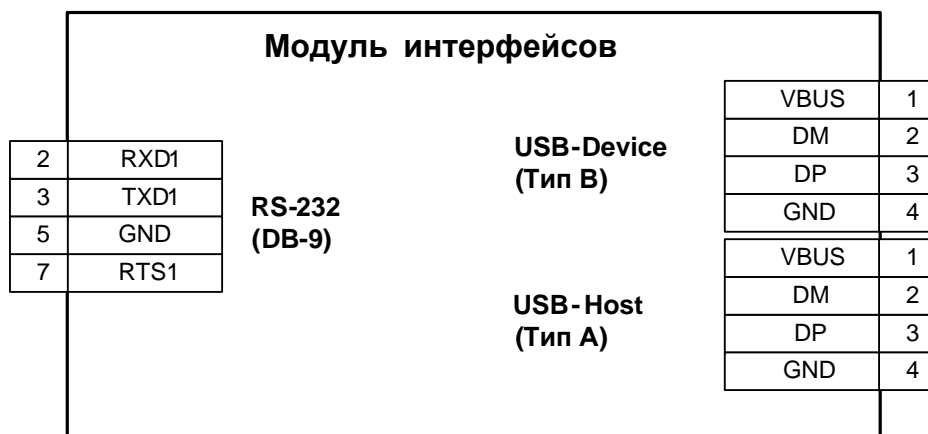 Модуль интерфейсов
2 RXD1
3 TXD1
5 GND
7 RTS1
RS-232
(DB-9)
USB-Device
(Тип B)
VBUS 1
DM 2
DP 3
GND 4
USB-Host
(Тип A)
VBUS 1
DM 2
DP 3
GND 4